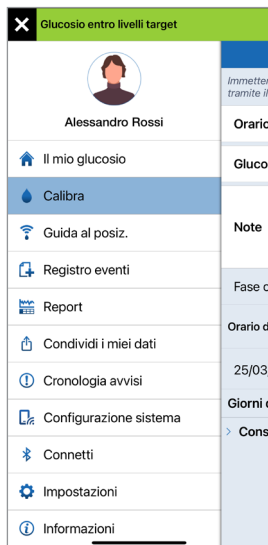 Glucosio entro livelli target
Alessandro Rossi
Il mio glucosio
Calibra
Guida al posiz.
Registro eventi
Report
Condividi i miei dati
Cronologia avvisi
Configurazione sistema
Connetti
Impostazioni
Informazioni
Immetter
tramite il
Orario
Gluco
Note
Fase c
Orario d
25/03
Giorni d
Cons